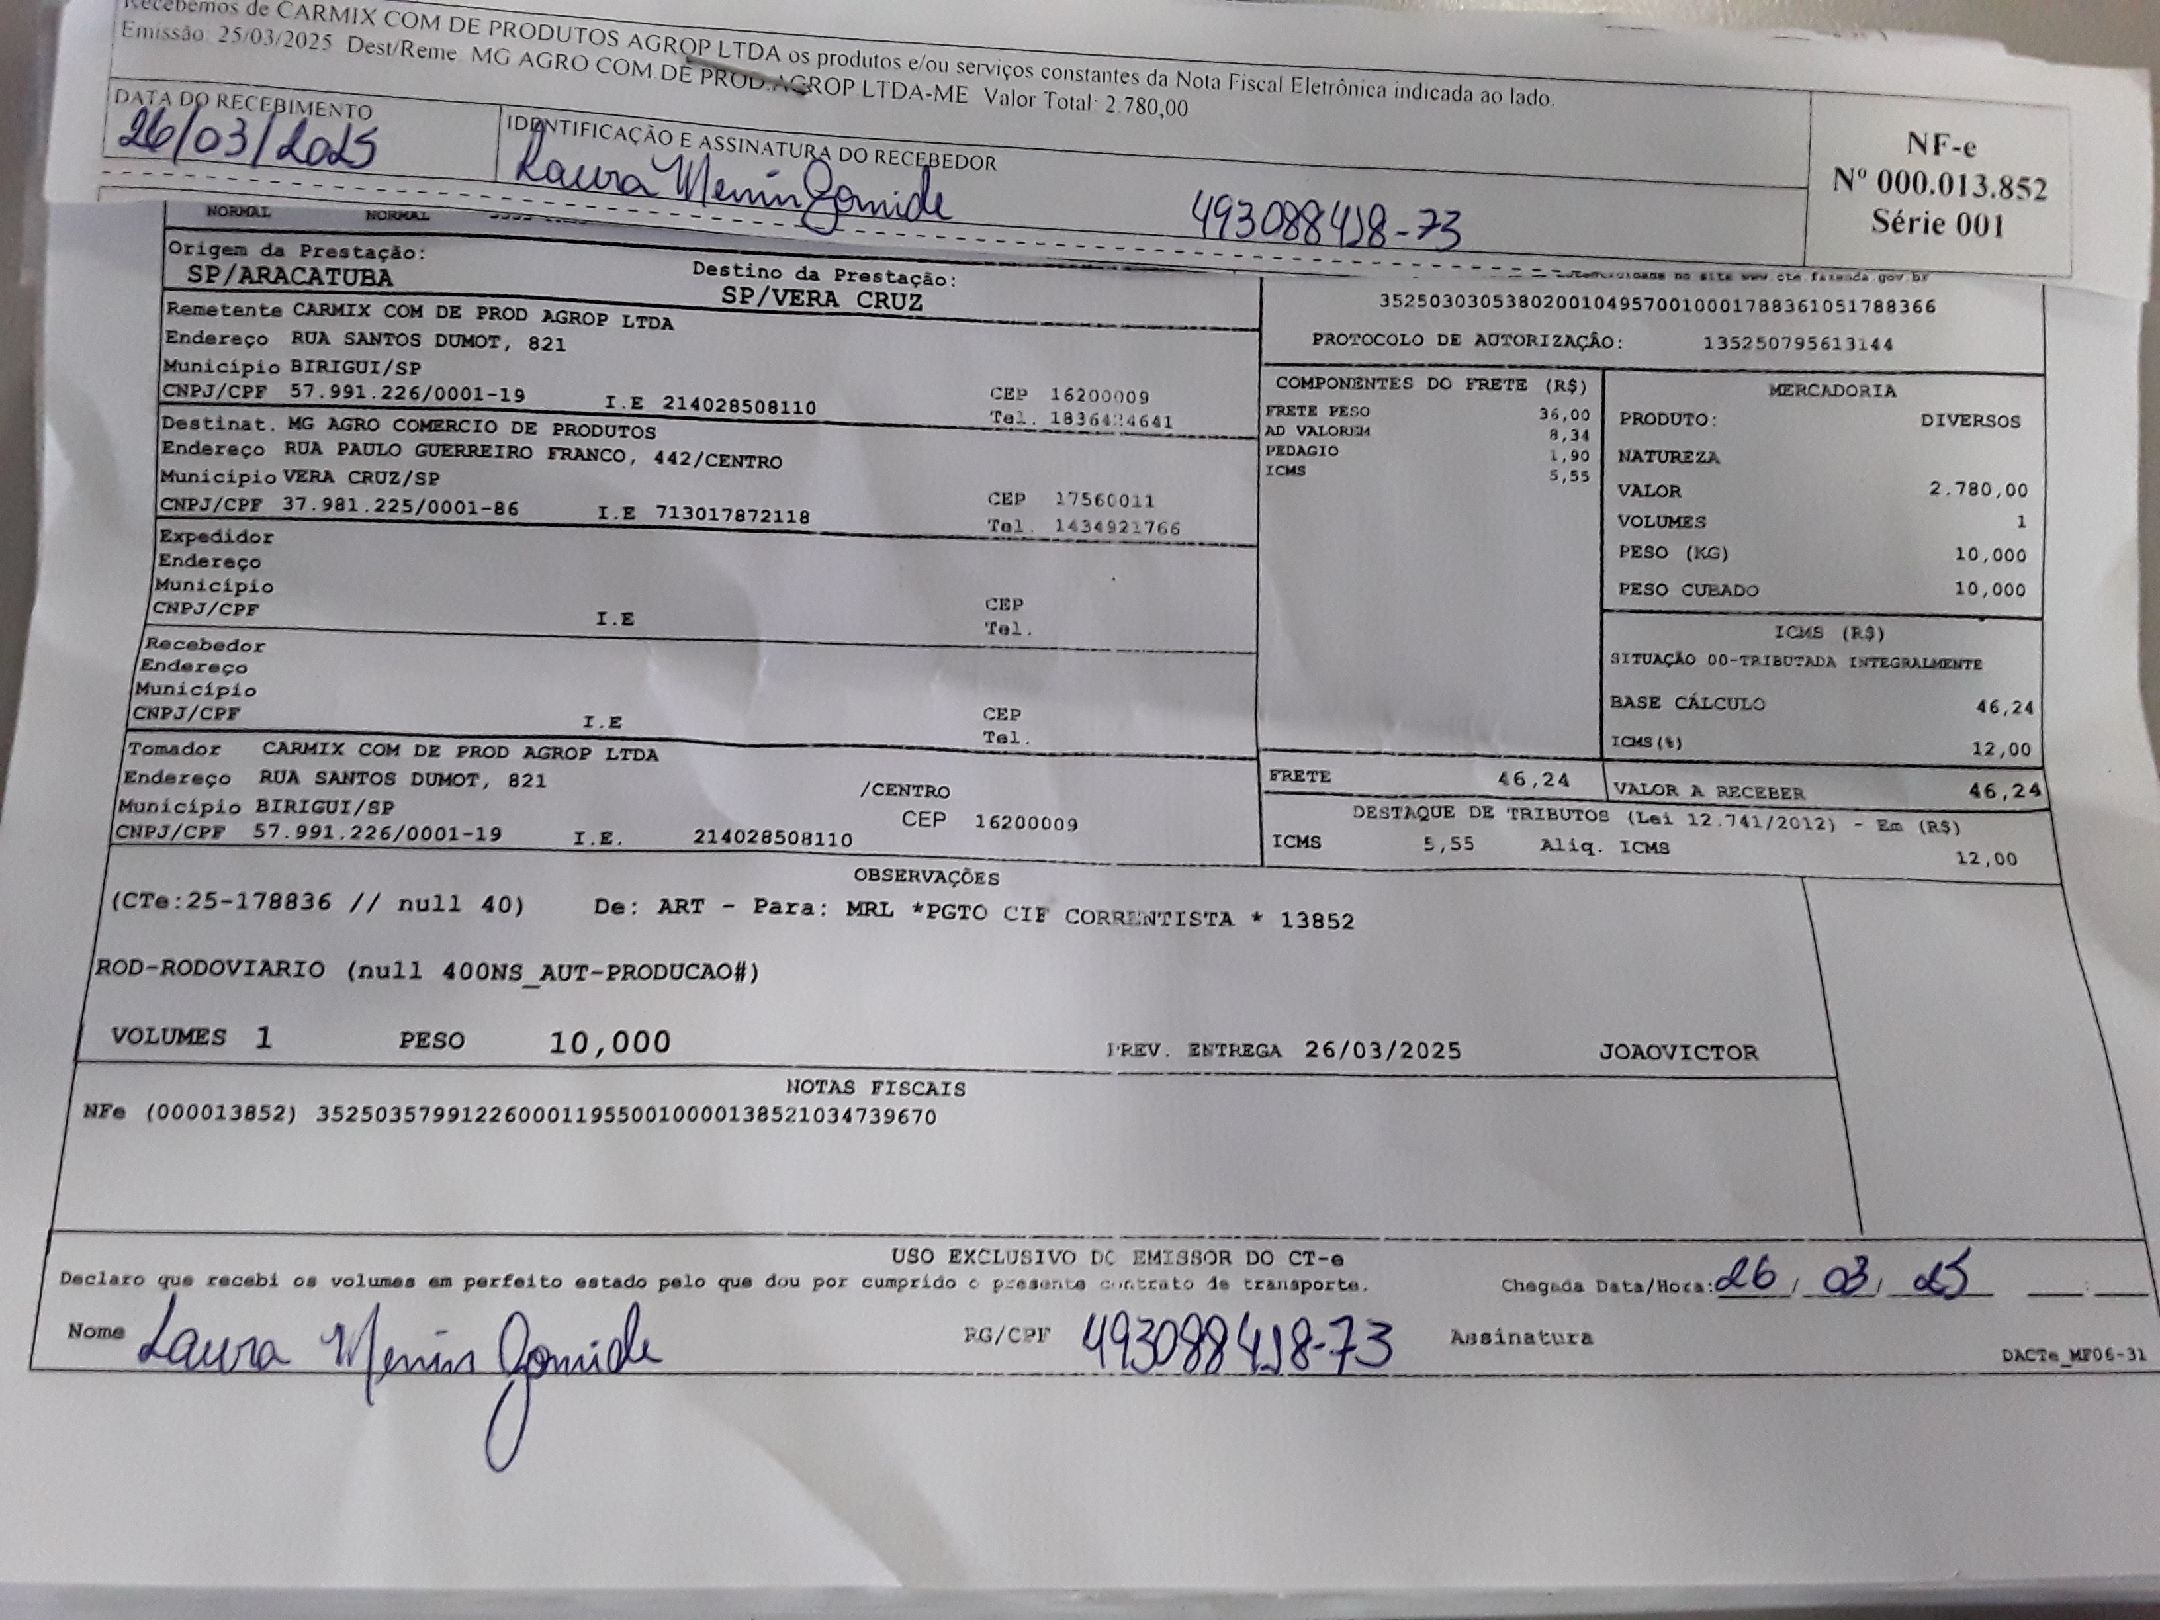 Recebemos de CARMIX COM DE PRODUTOS AGROP LTDA os produtos e/ou serviços constantes da Nota Fiscal Eletrônica indicada ao lado.
Emissão: 25/03/2025 Dest/Reme MG AGRO COM.DE PROD.AGROP LTDA-ME Valor Total: 2.780,00
DATA DO RECEBIMENTO
26/03/2025
IDENTIFICAÇÃO E ASSINATURA DO RECEBEDOR
Laura Menin Gomide 493088418-73
NF-e
Nº 000.013.852
Série 001
NORMAL NORMAL
no site www.cte.fazenda.gov.br
Origem da Prestação:
SP/ARACATUBA
Destino da Prestação:
SP/VERA CRUZ
35250303053802001049570010001788361051788366
PROTOCOLO DE AUTORIZAÇÂO: 135250795613144
Remetente CARMIX COM DE PROD AGROP LTDA
Endereço RUA SANTOS DUMOT, 821
Município BIRIGUI/SP
CEP 16200009
CNPJ/CPF 57.991.226/0001-19 I.E 214028508110
Tel. 1836424641
Destinat. MG AGRO COMERCIO DE PRODUTOS
Endereço RUA PAULO GUERREIRO FRANCO, 442/CENTRO
Município VERA CRUZ/SP
CEP 17560011
CNPJ/CPF 37.981.225/0001-86 I.E 713017872118
Tel. 1434921766
Expedidor
Endereço
Município
CEP
CNPJ/CPF I.E
Tel.
Recebedor
Endereço
Município
CEP
CNPJ/CPF I.E
Tel.
Tomador CARMIX COM DE PROD AGROP LTDA
Endereço RUA SANTOS DUMOT, 821 /CENTRO
Município BIRIGUI/SP CEP 16200009
CNPJ/CPF 57.991.226/0001-19 I.E. 214028508110
COMPONENTES DO FRETE (R$)
FRETE PESO 36,00
AD VALOREM 8,34
PEDAGIO 1,90
ICMS 5,55
FRETE 46,24
MERCADORIA
PRODUTO: DIVERSOS
NATUREZA
VALOR 2.780,00
VOLUMES 1
PESO (KG) 10,000
PESO CUBADO 10,000
ICMS (R$)
SITUAÇÃO 00-TRIBUTADA INTEGRALMENTE
BASE CÁLCULO 46,24
ICMS(%) 12,00
VALOR A RECEBER 46,24
DESTAQUE DE TRIBUTOS (Lei 12.741/2012) - Em (R$)
ICMS 5,55 Aliq. ICMS 12,00
OBSERVAÇÕES
(CTe:25-178836 // null 40) De: ART - Para: MRL *PGTO CIF CORRENTISTA * 13852
ROD-RODOVIARIO (null 400NS_AUT-PRODUCAO#)
VOLUMES 1 PESO 10,000 PREV. ENTREGA 26/03/2025 JOAOVICTOR
NOTAS FISCAIS
NFe (000013852) 35250357991226000119550010000138521034739670
USO EXCLUSIVO DO EMISSOR DO CT-e
Declaro que recebi os volumes em perfeito estado pelo que dou por cumprido o presente contrato de transporte. Chegada Data/Hora: 26/03/25 :
Nome Laura Menin Gomide RG/CPF 493088418-73 Assinatura
DACTe_MF06-31